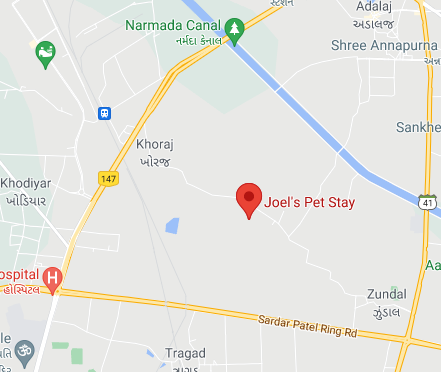 સ્ટેશન
Adalaj
અડાલજ
Narmada Canal
નર્મદા કેનાલ
Shree Annapurna
Khoraj
ખોરજ
Sankhe
147
Khodiyar
ખોડિયાર
Joel's Pet Stay
41
ospital
હોસ્પિટલ
H
Aa
Zundal
ઝુંડાલ
Sardar Patel Ring Rd
le
Tragad